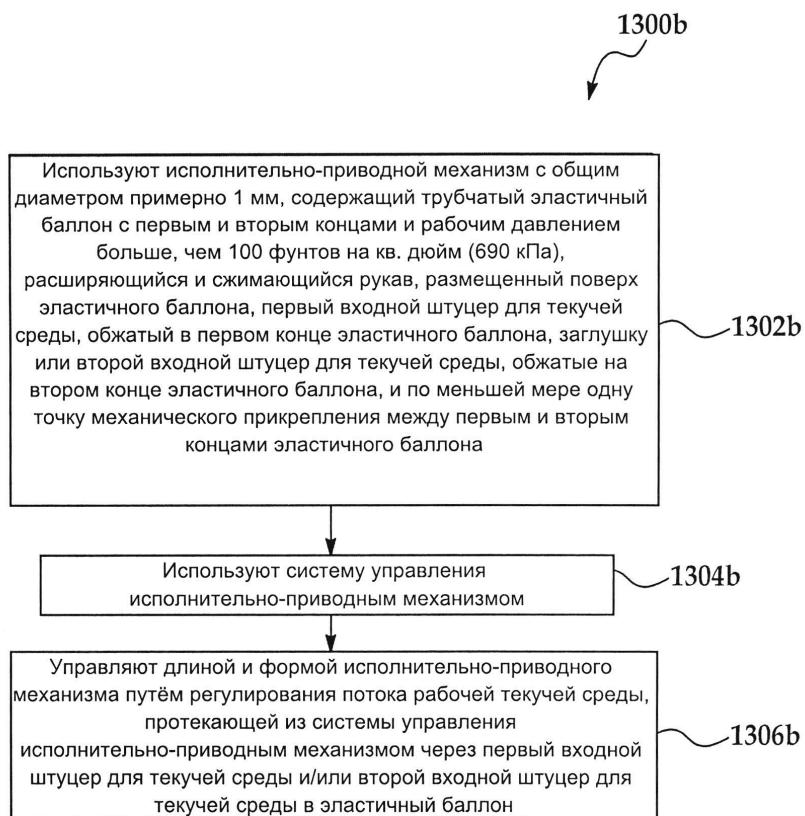 1300b
Используют исполнительно-приводной механизм с общим
диаметром примерно 1 мм, содержащий трубчатый эластичный
баллон с первым и вторым концами и рабочим давлением
больше, чем 100 фунтов на кв. дюйм (690 кПа),
расширяющийся и сжимающийся рукав, размещенный поверх
эластичного баллона, первый входной штуцер для текучей
среды, обжатый в первом конце эластичного баллона, заглушку
или второй входной штуцер для текучей среды, обжатые на
втором конце эластичного баллона, и по меньшей мере одну
точку механического прикрепления между первым и вторым
концами эластичного баллона
1302b
Используют систему управления
исполнительно-приводным механизмом
1304b
Управляют длиной и формой исполнительно-приводного
механизма путём регулирования потока рабочей текучей среды,
протекающей из системы управления
исполнительно-приводным механизмом через первый входной
штуцер для текучей среды и/или второй входной штуцер для
текучей среды в эластичный баллон
1306b